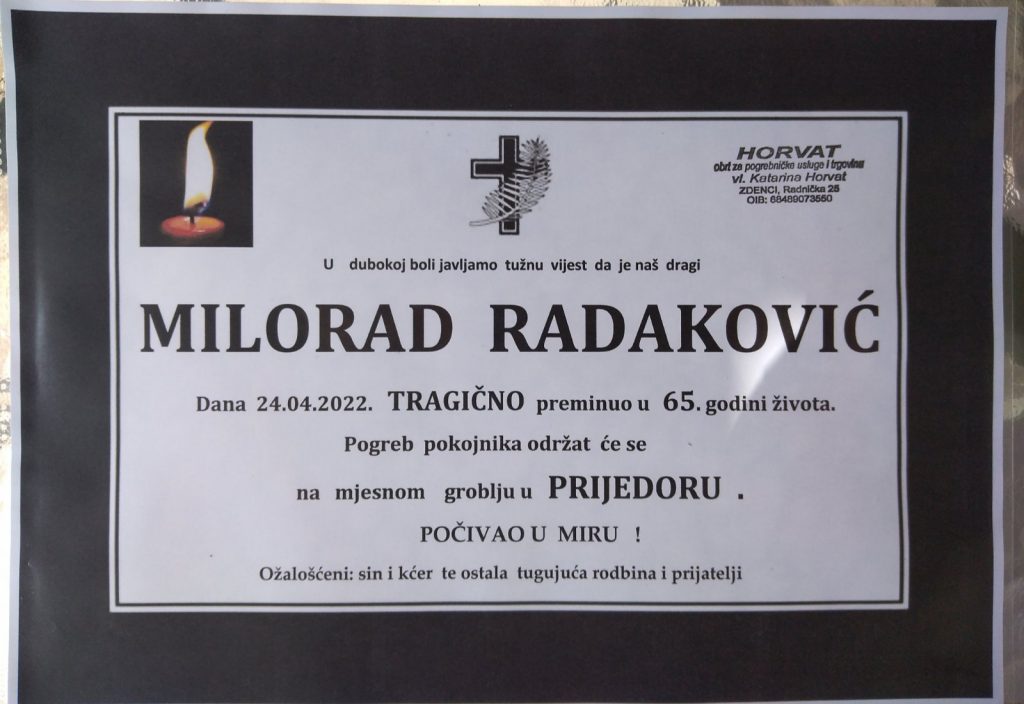 HORVAT
obrt za pogrebničke usluge i trgovinu
vl. Katarina Horvat
ZDENCI, Radnička 25
OIB: 68489073550
U dubokoj boli javljamo tužnu vijest da je naš dragi
MILORAD RADAKOVIĆ
Dana 24.04.2022. TRAGIČNO preminuo u 65. godini života.
Pogreb pokojnika održat će se
na mjesnom groblju u PRIJEDORU .
POČIVAO U MIRU !
Ožalošćeni: sin i kćer te ostala tugujuća rodbina i prijatelji